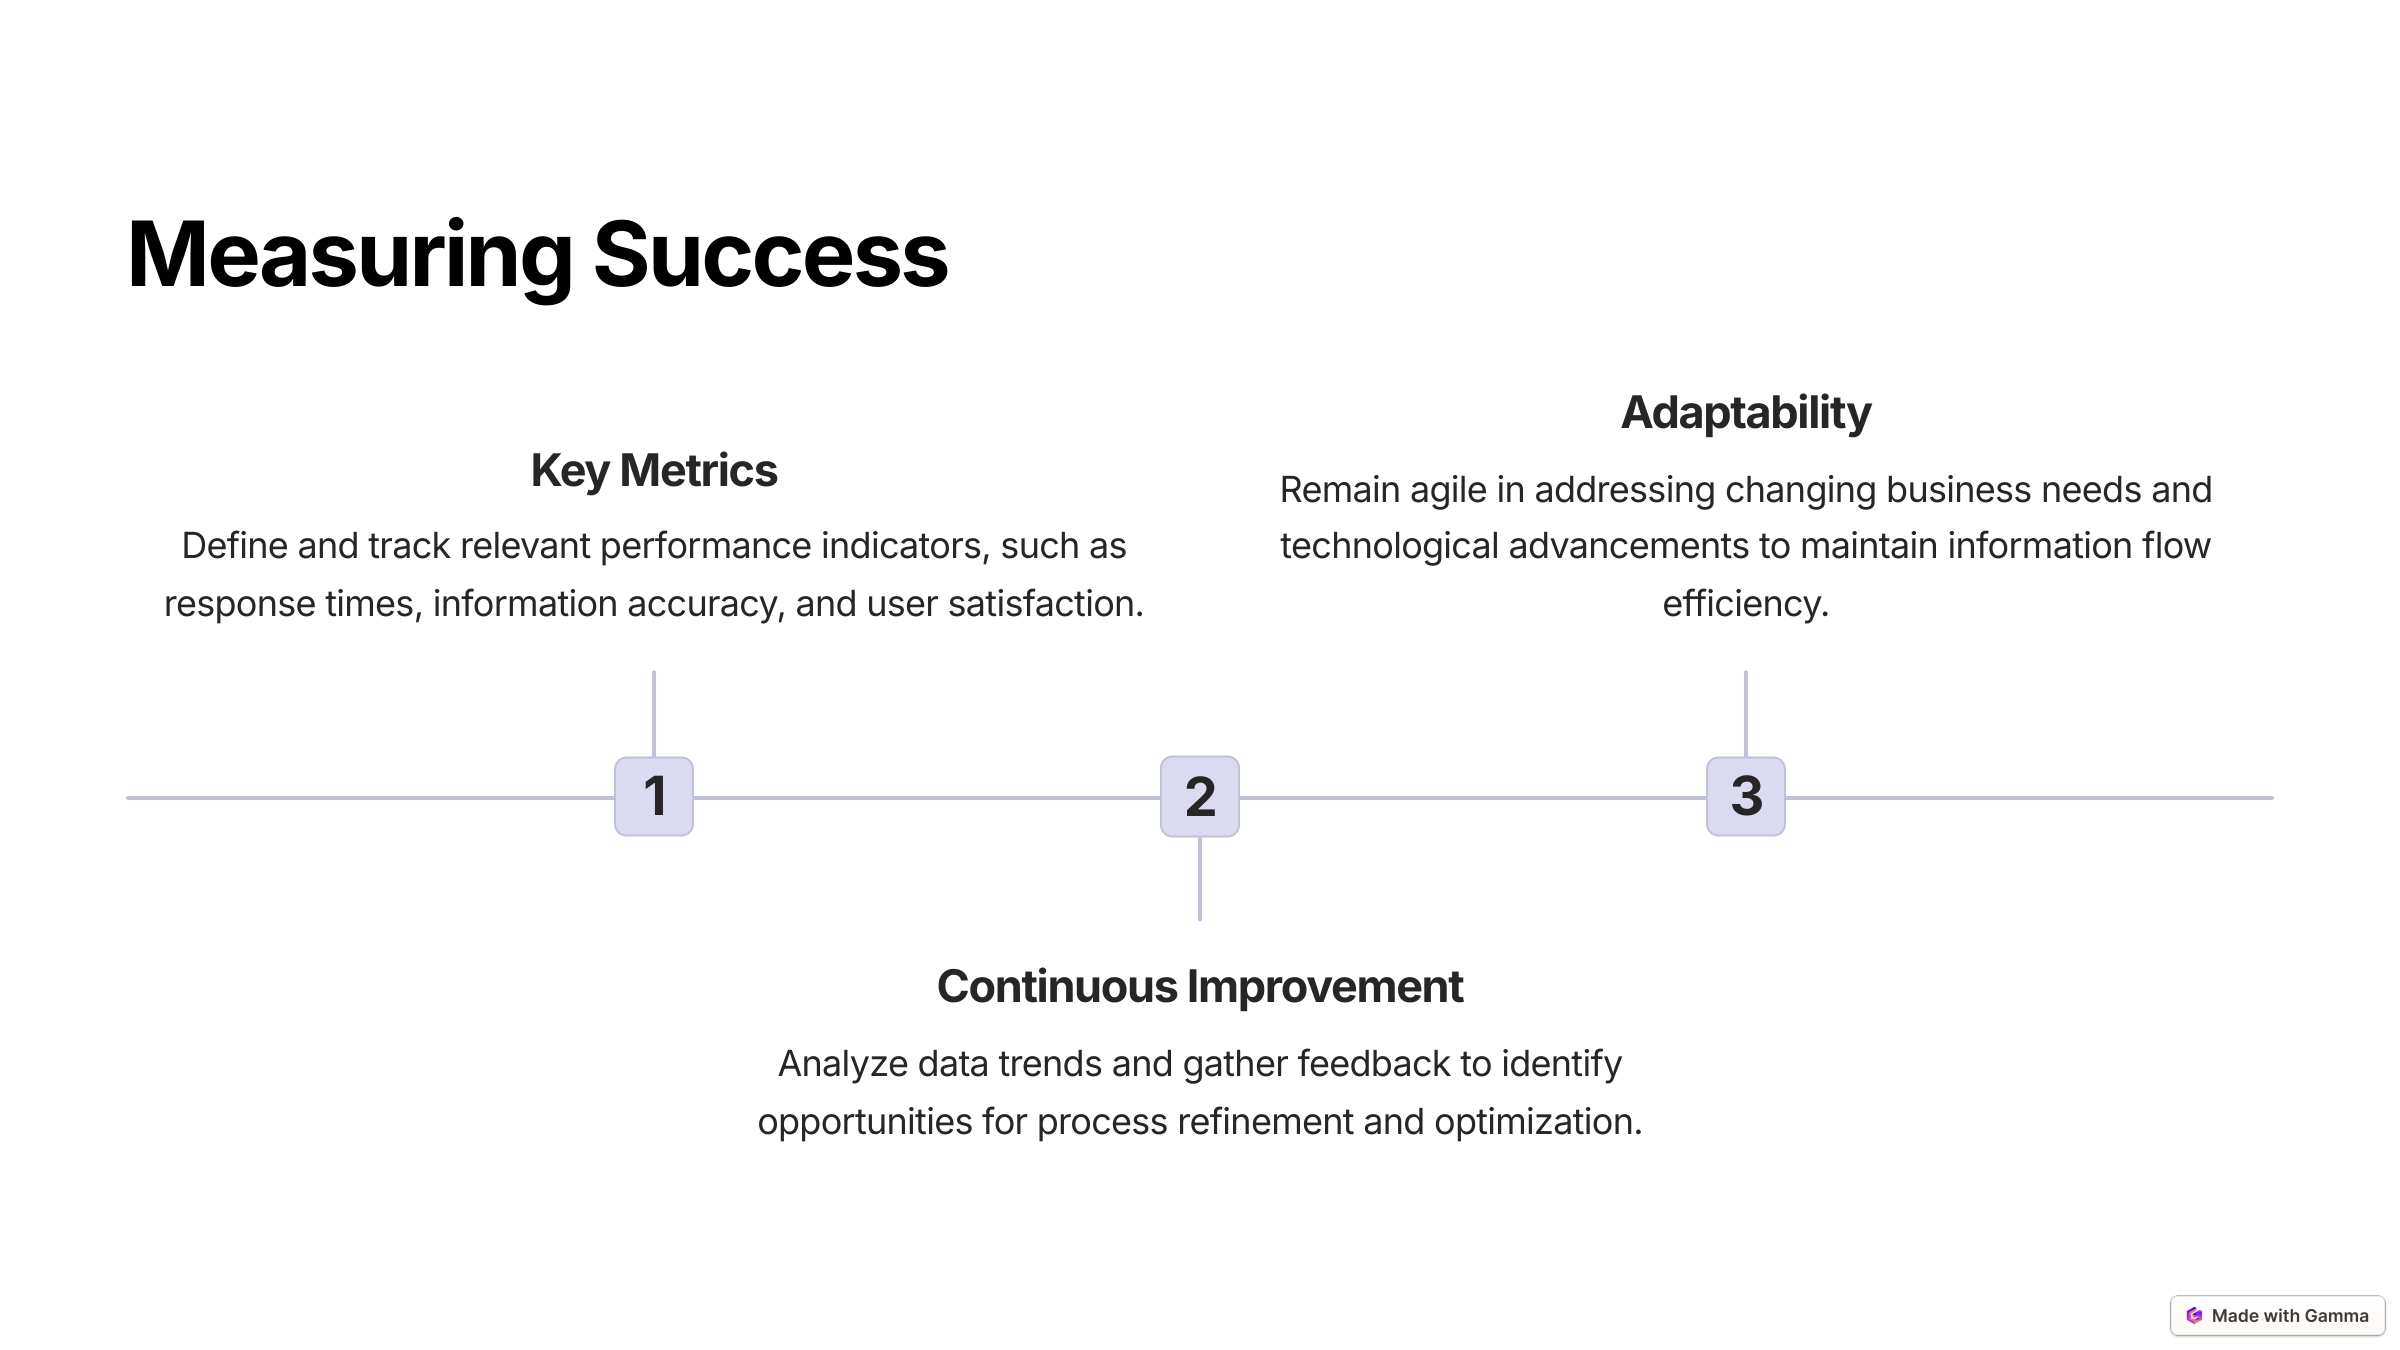 Measuring Success
Key Metrics
Define and track relevant performance indicators, such as
response times, information accuracy, and user satisfaction.
Adaptability
Remain agile in addressing changing business needs and
technological advancements to maintain information flow
efficiency.
1
2
3
Continuous Improvement
Analyze data trends and gather feedback to identify
opportunities for process refinement and optimization.
Made with Gamma